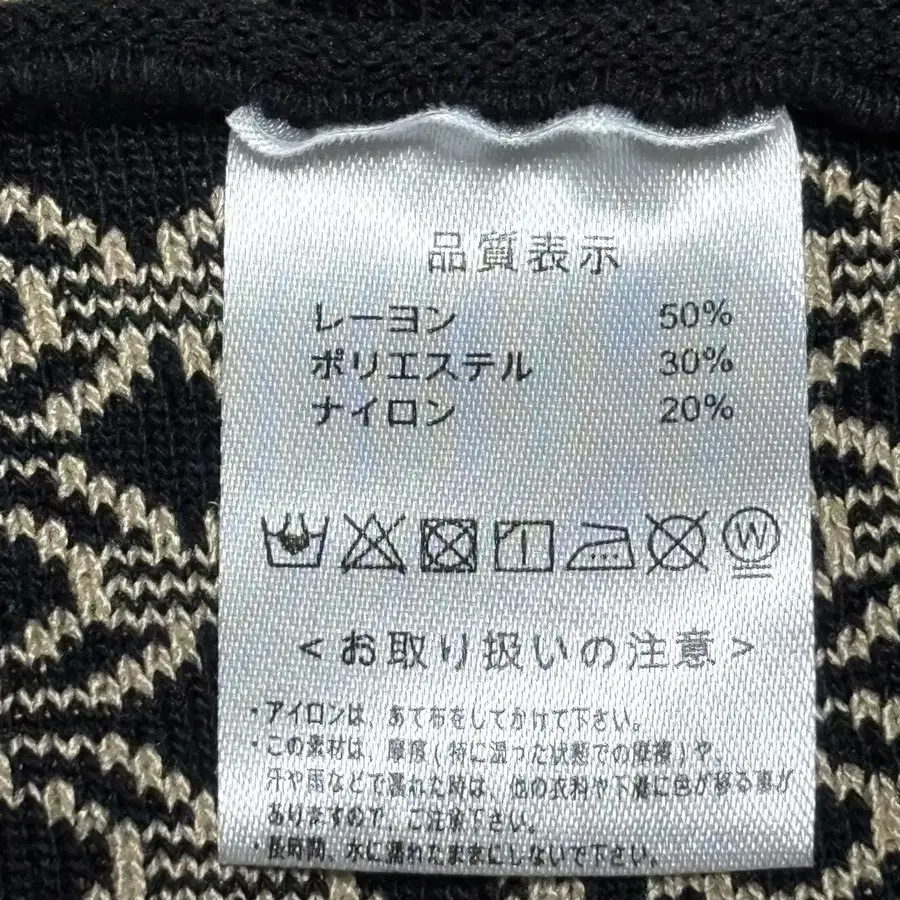 品質表示
レーヨン 50%
ポリエステル 30%
ナイロン 20%
W
<お取り扱いの注意>
・アイロンは、あて布をしてかけて下さい。
・この素材は、摩擦(特に湿った状態での摩擦)や、
汗や雨などで濡れた時は、他の衣料や下着に色が移る事が
ありますので、ご注意下さい。
・長時間、水に濡れたままにしないで下さい。